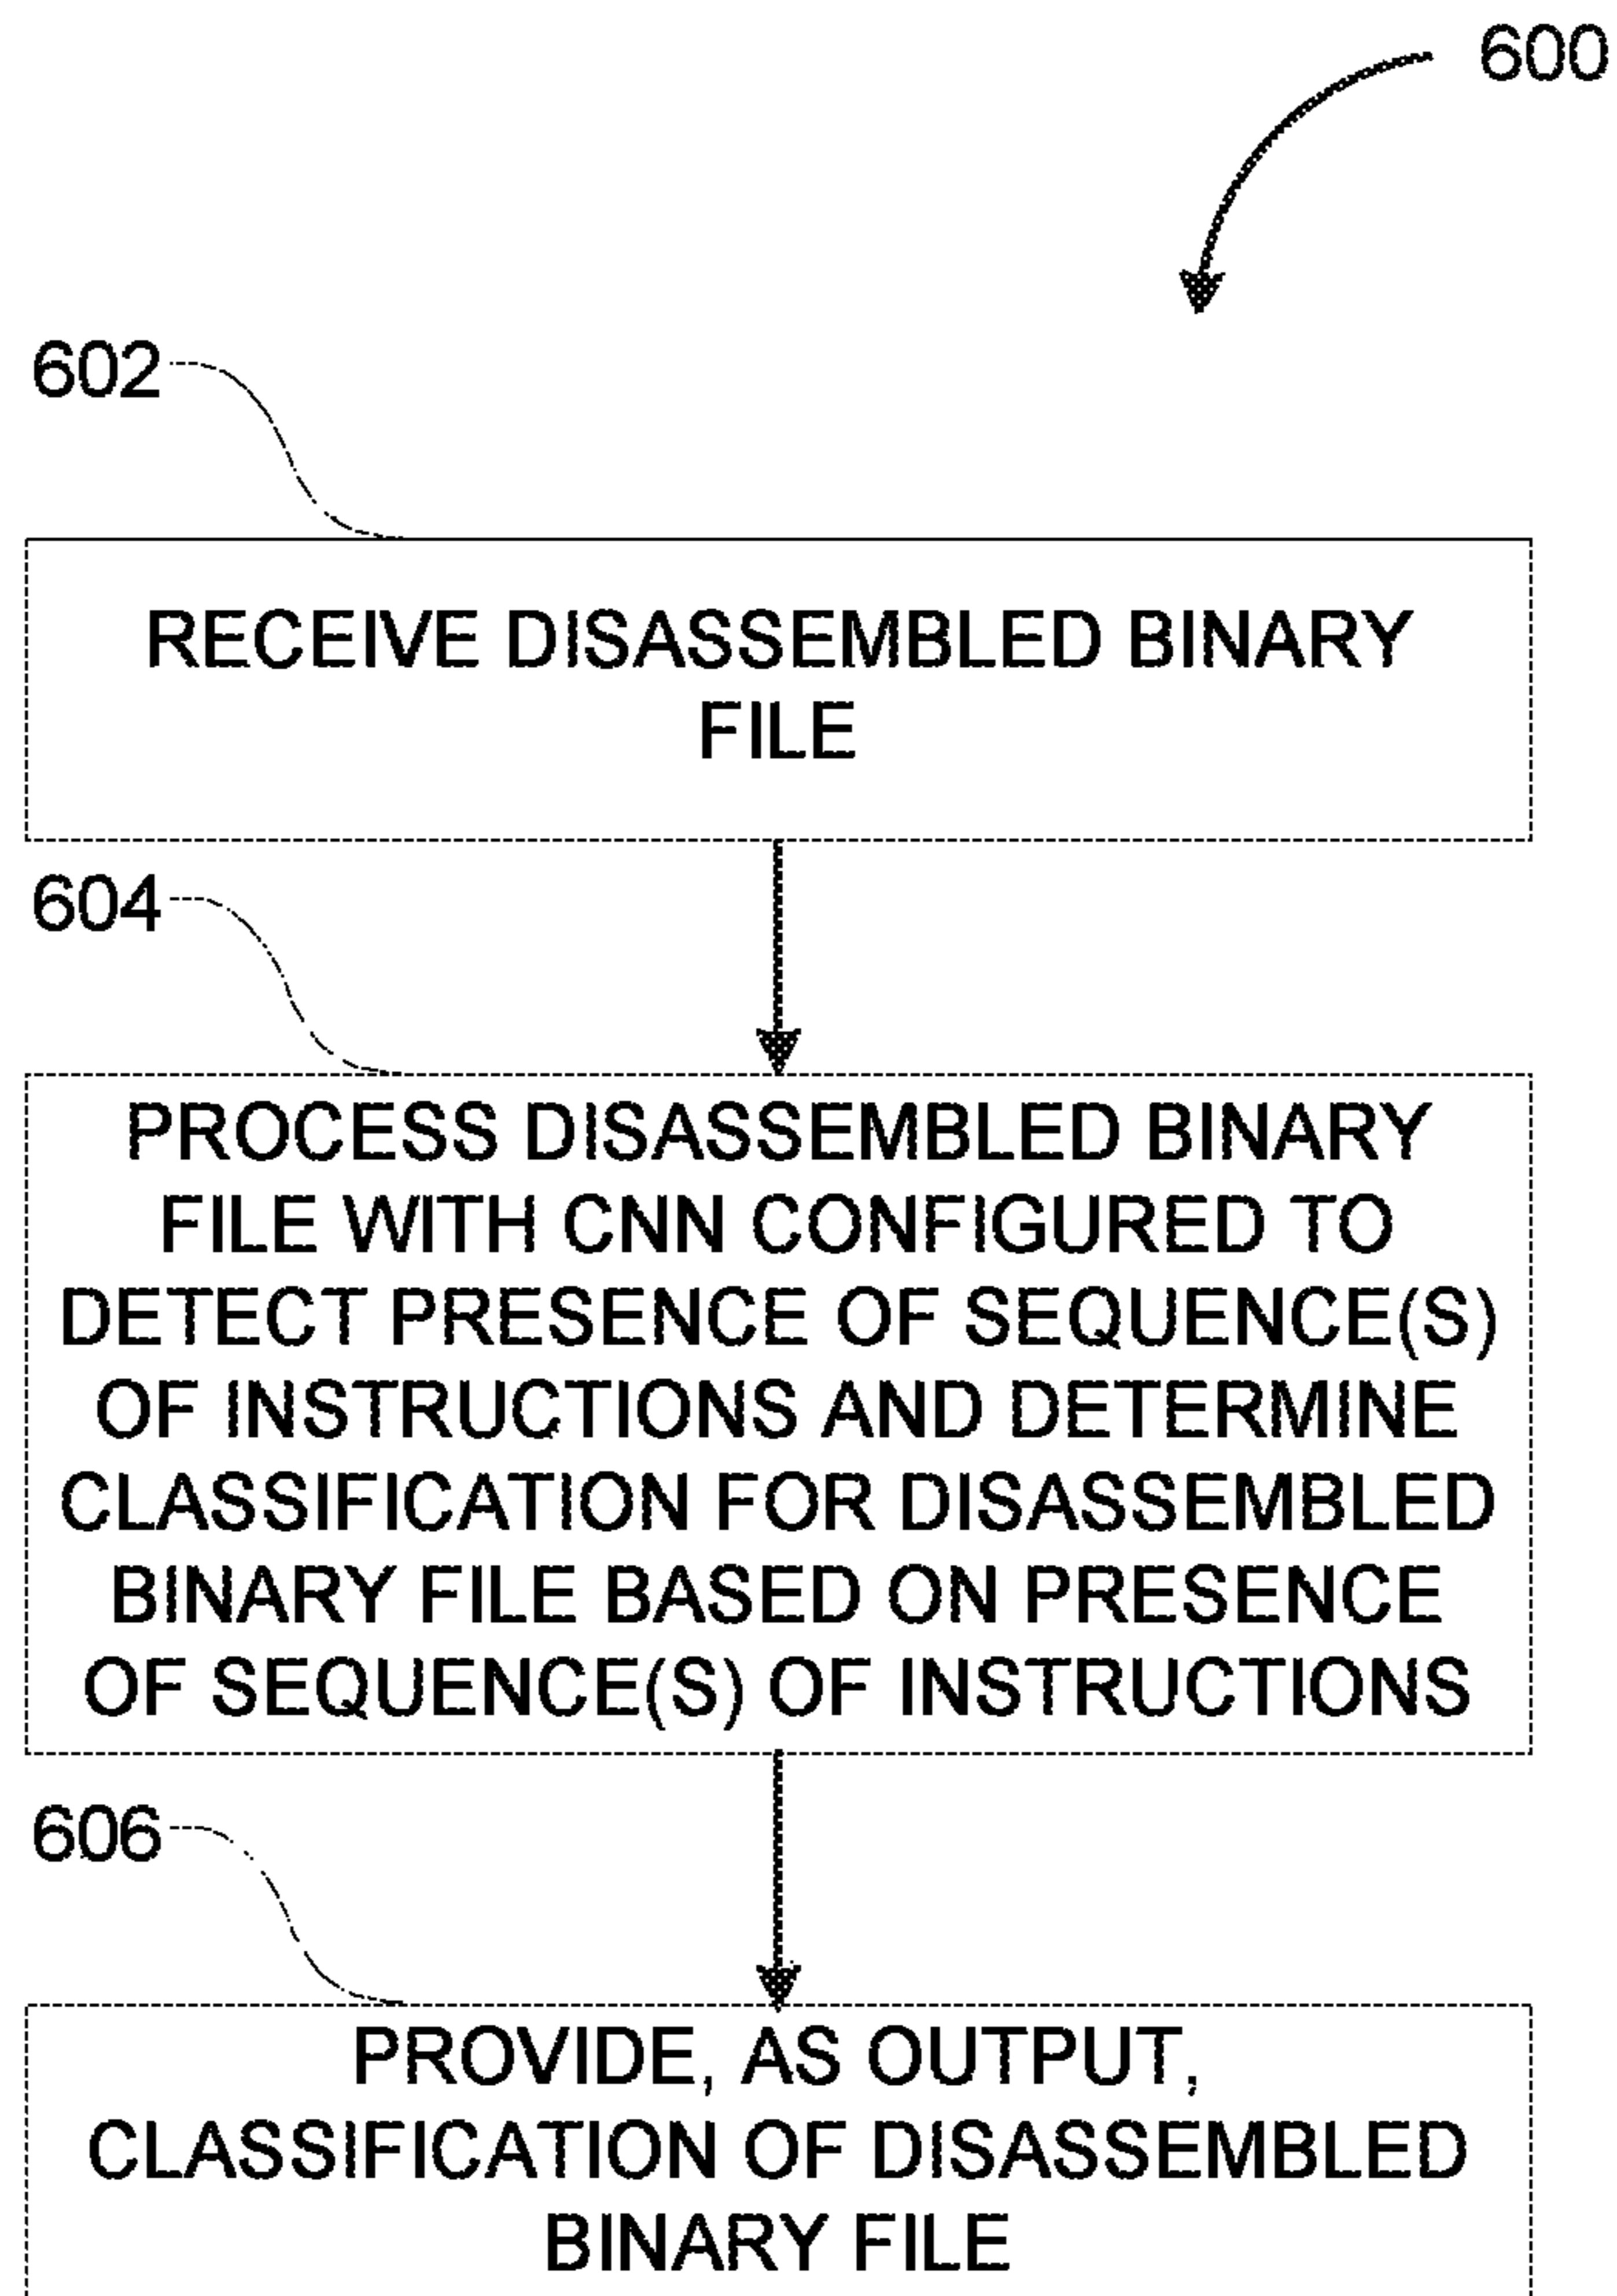 600
602
RECEIVE DISASSEMBLED BINARY
FILE
604
PROCESS DISASSEMBLED BINARY
FILE WITH CNN CONFIGURED TO
DETECT PRESENCE OF SEQUENCE(S)
OF INSTRUCTIONS AND DETERMINE
CLASSIFICATION FOR DISASSEMBLED
BINARY FILE BASED ON PRESENCE
OF SEQUENCE(S) OF INSTRUCTIONS
606
PROVIDE, AS OUTPUT,
CLASSIFICATION OF DISASSEMBLED
BINARY FILE